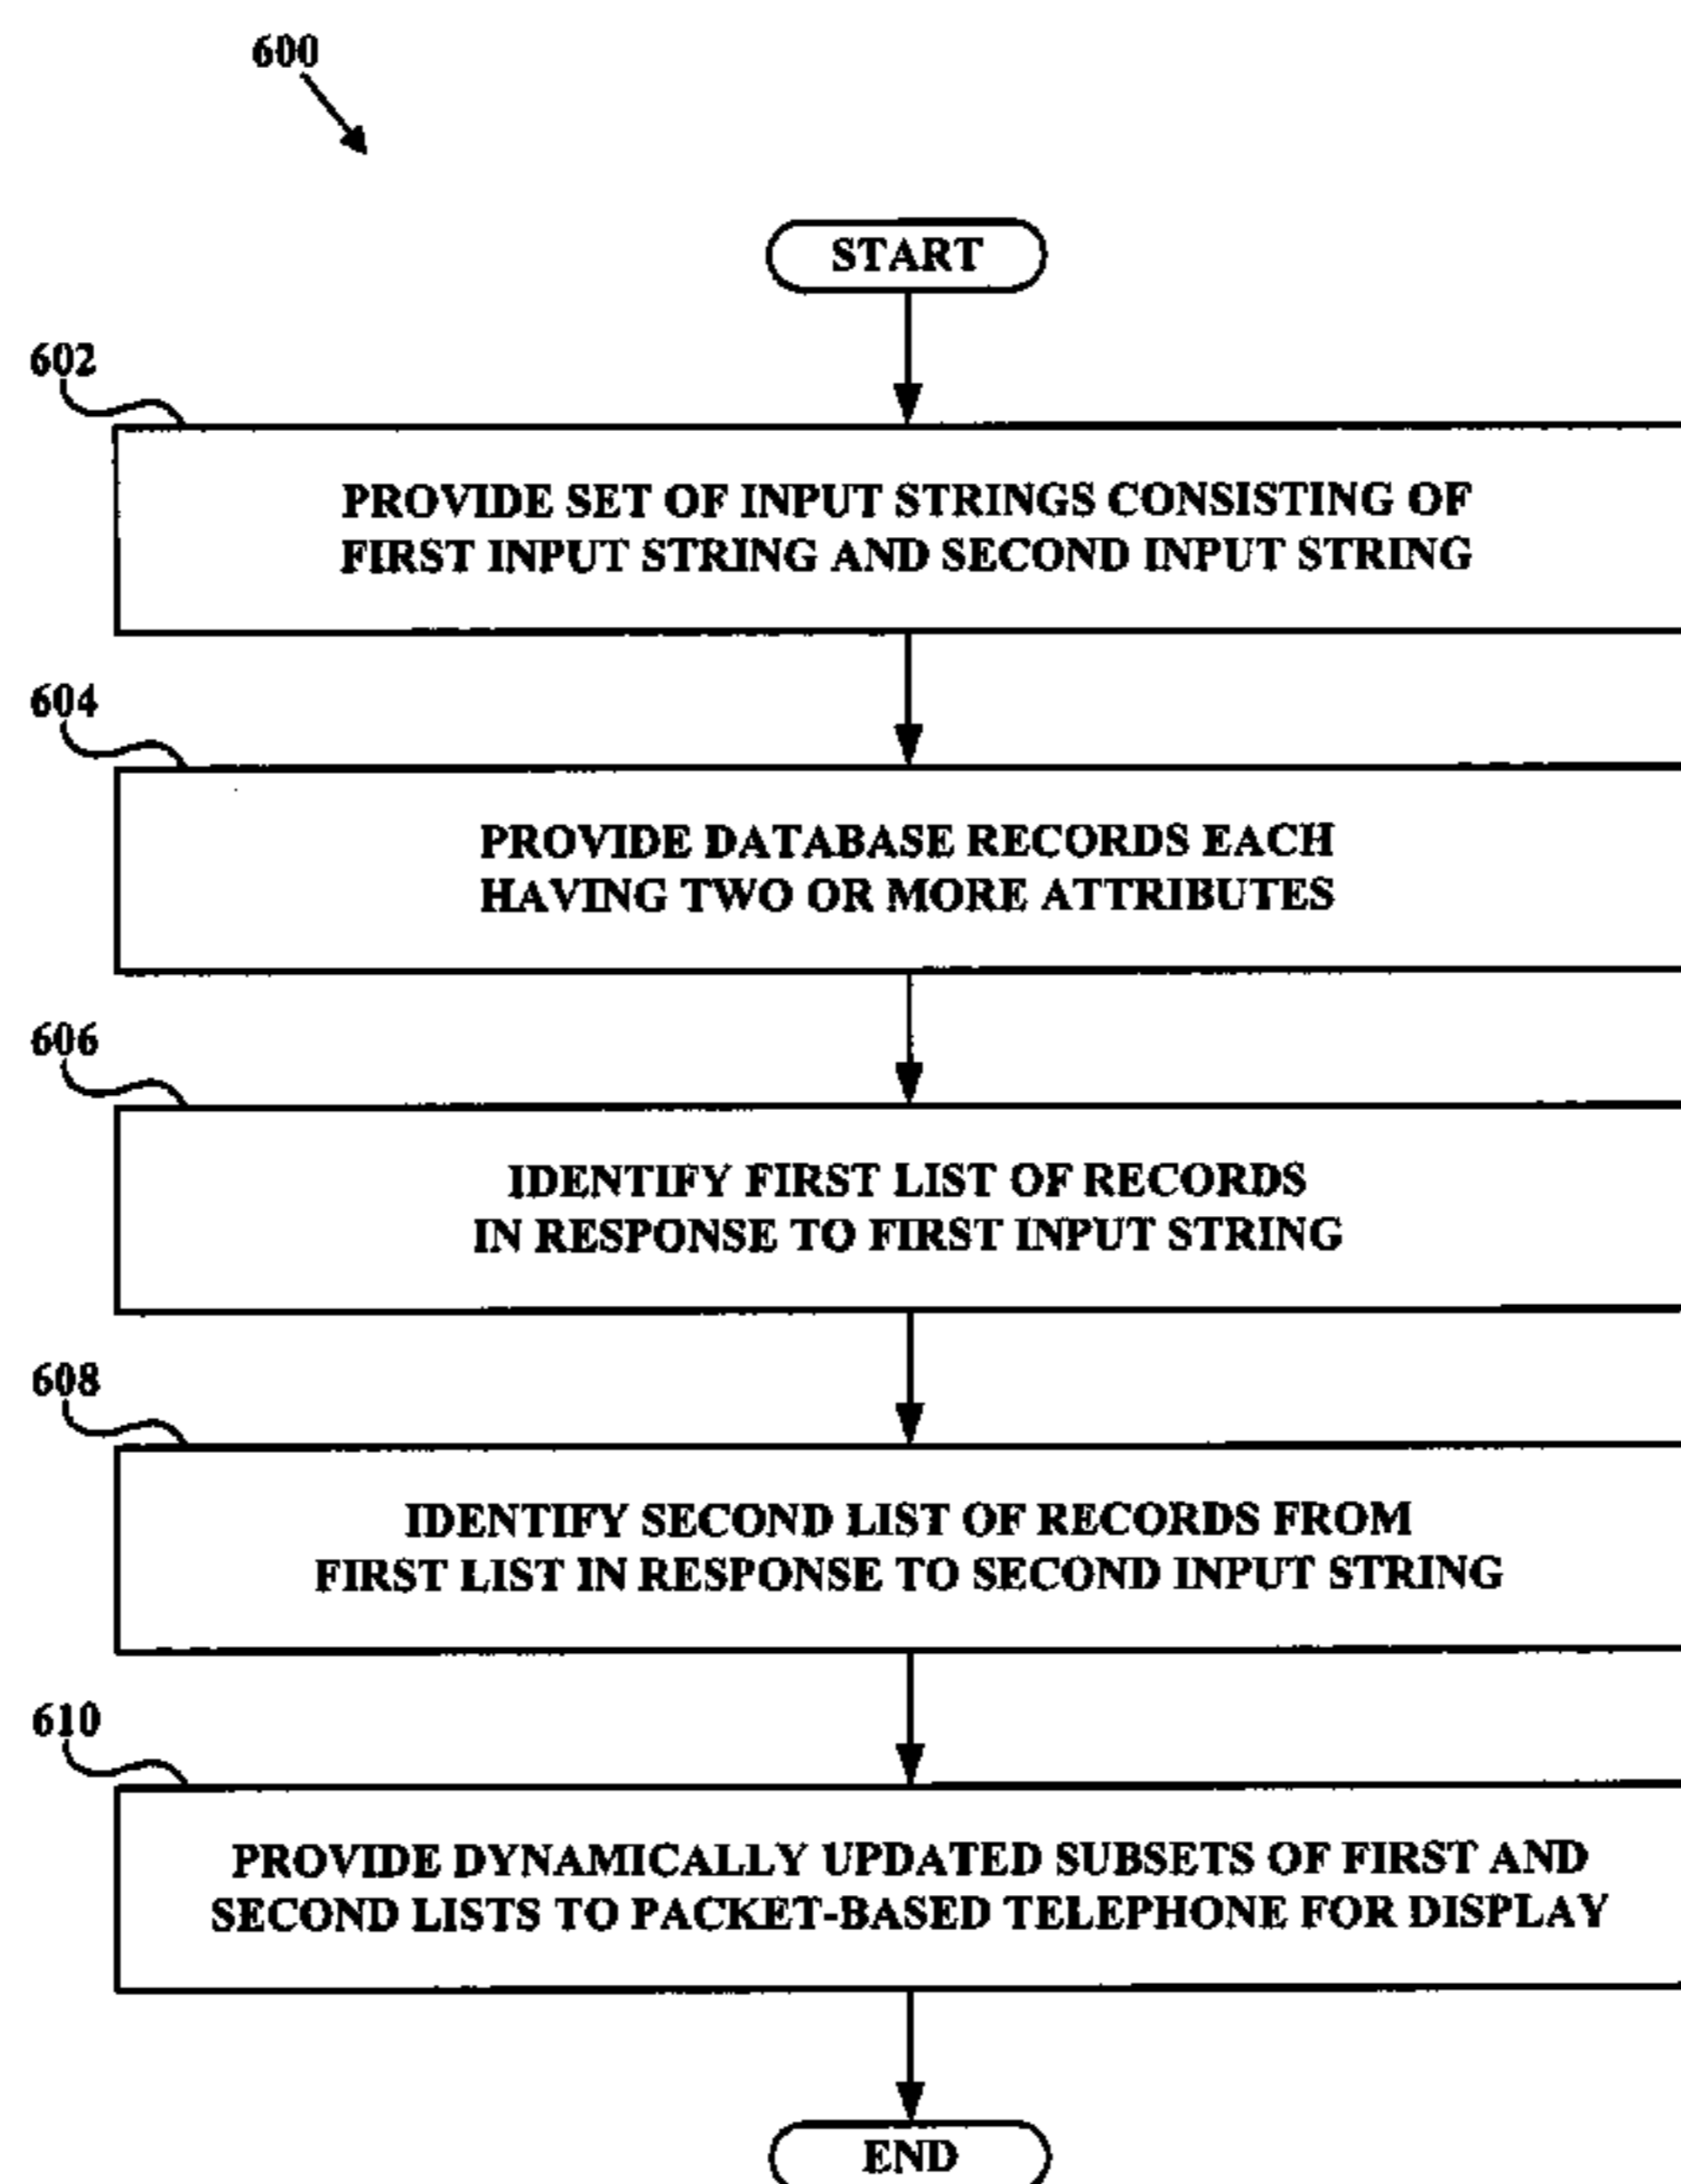 600
START
602
PROVIDE SET OF INPUT STRINGS CONSISTING OF
FIRST INPUT STRING AND SECOND INPUT STRING
604
PROVIDE DATABASE RECORDS EACH
HAVING TWO OR MORE ATTRIBUTES
606
IDENTIFY FIRST LIST OF RECORDS
IN RESPONSE TO FIRST INPUT STRING
608
IDENTIFY SECOND LIST OF RECORDS FROM
FIRST LIST IN RESPONSE TO SECOND INPUT STRING
610
PROVIDE DYNAMICALLY UPDATED SUBSETS OF FIRST AND
SECOND LISTS TO PACKET-BASED TELEPHONE FOR DISPLAY
END